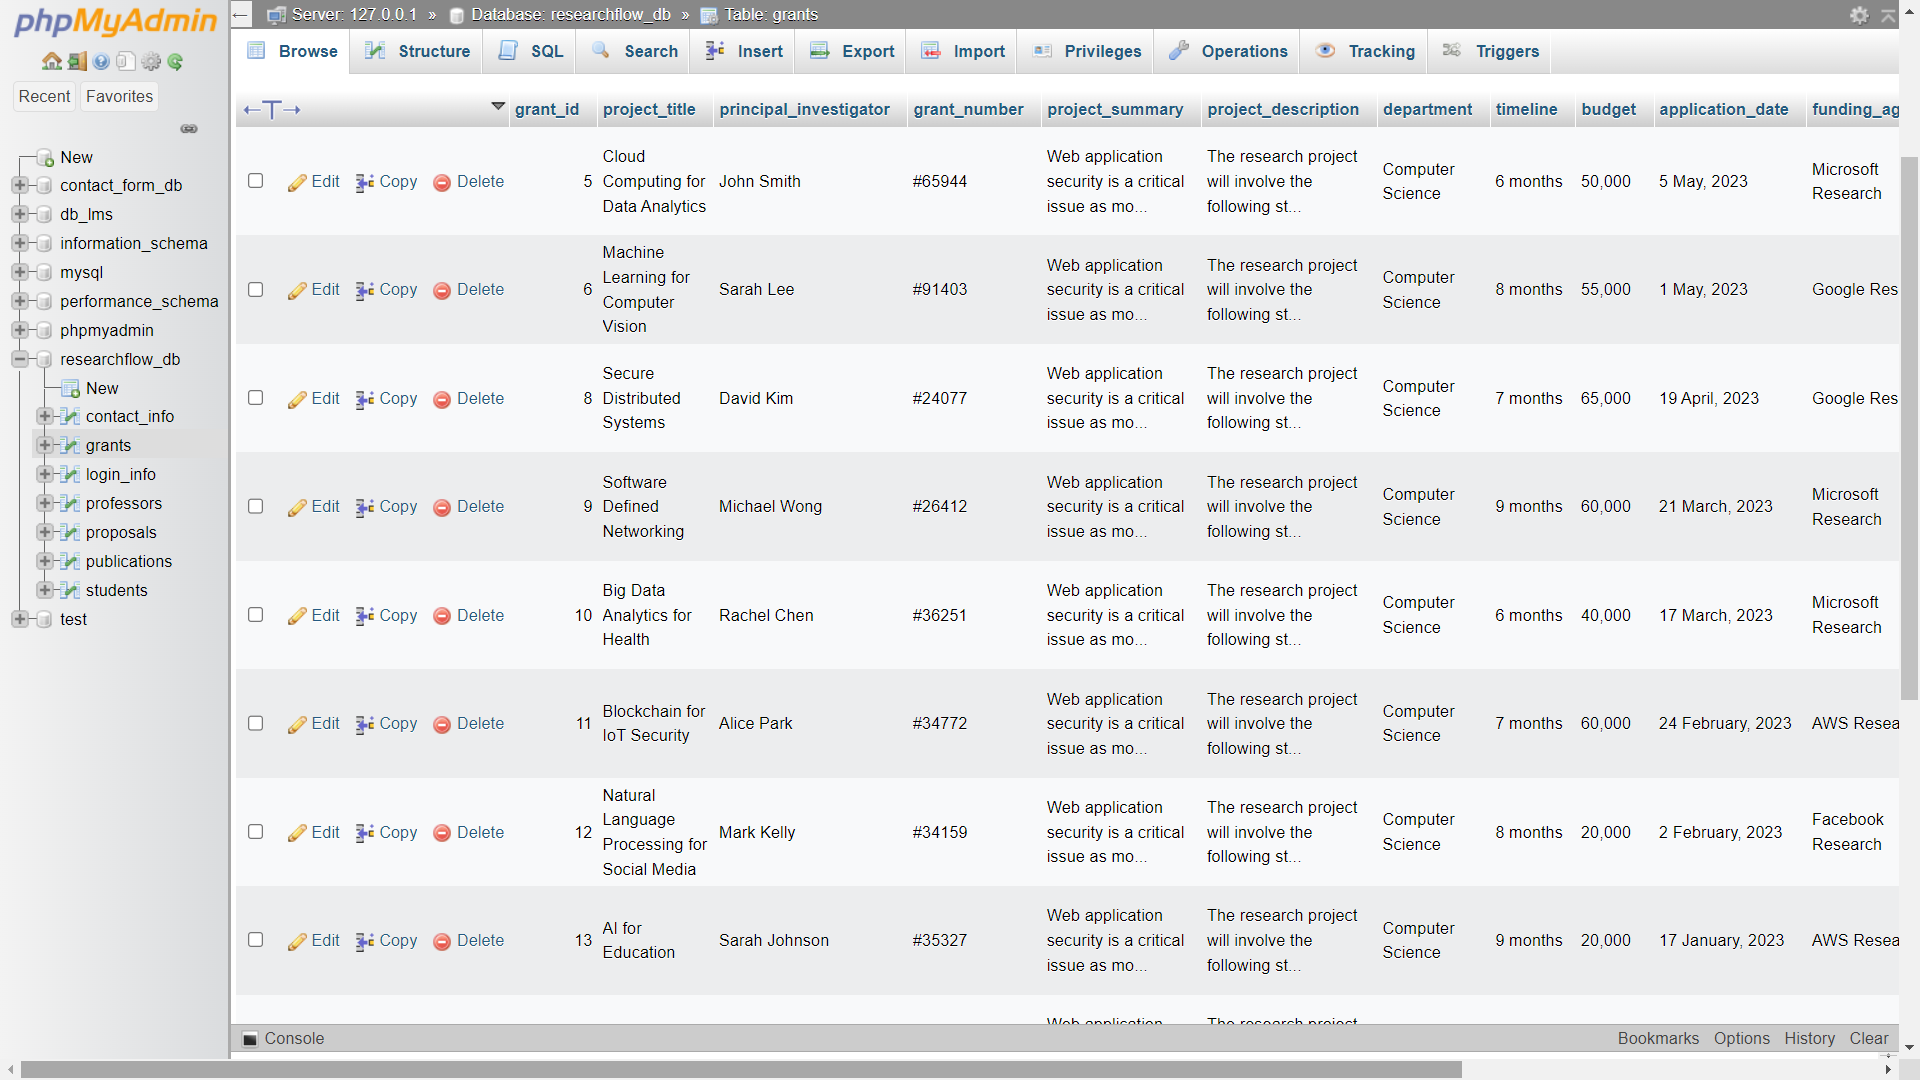 phpMyAdmin
Recent
Favorites
New
contact_form_db
db_lms
information_schema
mysql
performance_schema
phpmyadmin
researchflow_db
New
contact_info
grants
login_info
professors
proposals
publications
students
test
Server: 127.0.0.1 » Database: researchflow_db » Table: grants
Browse Structure SQL Search Insert Export Import Privileges Operations Tracking Triggers
←T→ grant_id project_title principal_investigator grant_number project_summary project_description department timeline budget application_date funding_ag
Edit Copy Delete 5 Cloud Computing for Data Analytics John Smith #65944 Web application security is a critical issue as mo... The research project will involve the following st... Computer Science 6 months 50,000 5 May, 2023 Microsoft Research
Edit Copy Delete 6 Machine Learning for Computer Vision Sarah Lee #91403 Web application security is a critical issue as mo... The research project will involve the following st... Computer Science 8 months 55,000 1 May, 2023 Google Res
Edit Copy Delete 8 Secure Distributed Systems David Kim #24077 Web application security is a critical issue as mo... The research project will involve the following st... Computer Science 7 months 65,000 19 April, 2023 Google Res
Edit Copy Delete 9 Software Defined Networking Michael Wong #26412 Web application security is a critical issue as mo... The research project will involve the following st... Computer Science 9 months 60,000 21 March, 2023 Microsoft Research
Edit Copy Delete 10 Big Data Analytics for Health Rachel Chen #36251 Web application security is a critical issue as mo... The research project will involve the following st... Computer Science 6 months 40,000 17 March, 2023 Microsoft Research
Edit Copy Delete 11 Blockchain for IoT Security Alice Park #34772 Web application security is a critical issue as mo... The research project will involve the following st... Computer Science 7 months 60,000 24 February, 2023 AWS Resea
Edit Copy Delete 12 Natural Language Processing for Social Media Mark Kelly #34159 Web application security is a critical issue as mo... The research project will involve the following st... Computer Science 8 months 20,000 2 February, 2023 Facebook Research
Edit Copy Delete 13 AI for Education Sarah Johnson #35327 Web application security is a critical issue as mo... The research project will involve the following st... Computer Science 9 months 20,000 17 January, 2023 AWS Resea
Web application The research project
Console Bookmarks Options History Clear